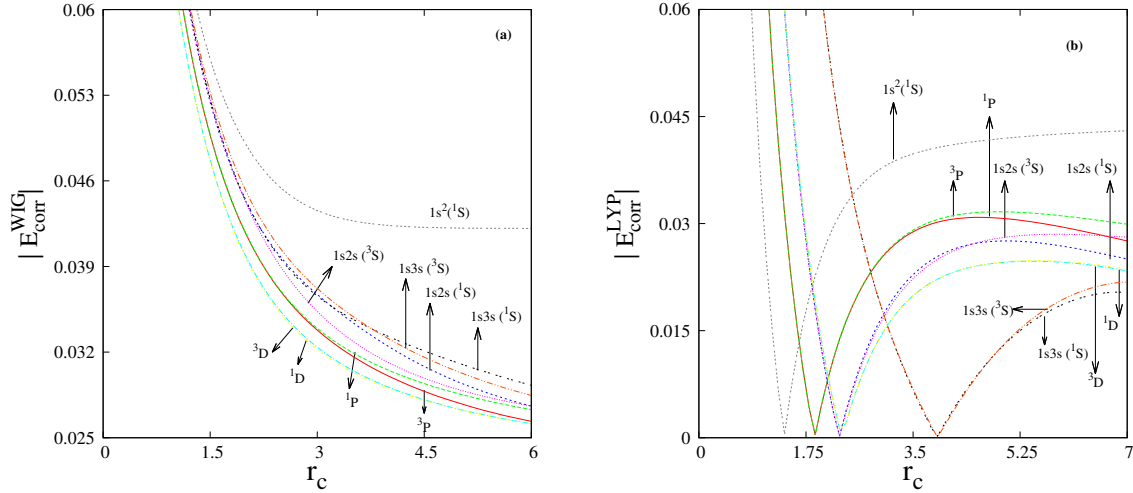 0.06
0.053
0.046
0.039
0.032
0.025
0
1.5
3
4.5
6
r_c
| E_corr^WIG |
(a)
1s²(¹S)
1s2s (³S)
1s3s (³S)
1s2s (¹S)
1s3s (¹S)
³D
¹D
¹P
³P
0.06
0.045
0.03
0.015
0
0
1.75
3.5
5.25
7
r_c
| E_corr^LYP |
(b)
1s²(¹S)
¹P
³P
1s2s (³S)
1s2s (¹S)
1s3s (³S)
1s3s (¹S)
¹D
³D